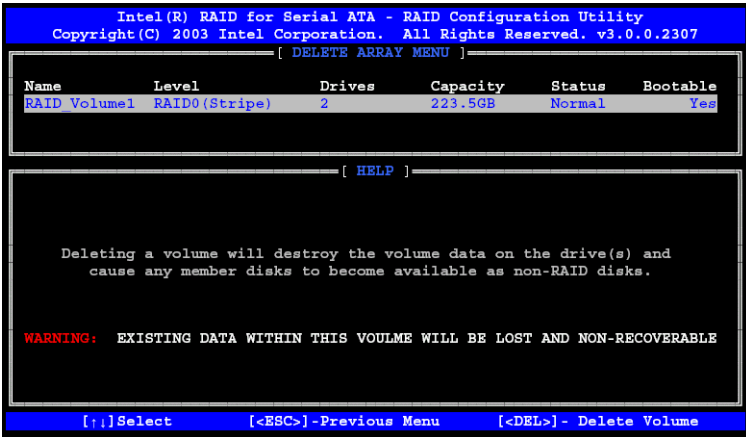 Intel(R) RAID for Serial ATA - RAID Configuration Utility
Copyright(C) 2003 Intel Corporation. All Rights Reserved. v3.0.0.2307
[ DELETE ARRAY MENU ]
Name Level Drives Capacity Status Bootable
RAID_Volume1 RAID0(Stripe) 2 223.5GB Normal Yes
[ HELP ]
Deleting a volume will destroy the volume data on the drive(s) and
cause any member disks to become available as non-RAID disks.
WARNING: EXISTING DATA WITHIN THIS VOULME WILL BE LOST AND NON-RECOVERABLE
[↑↓]Select [<ESC>]-Previous Menu [<DEL>]- Delete Volume